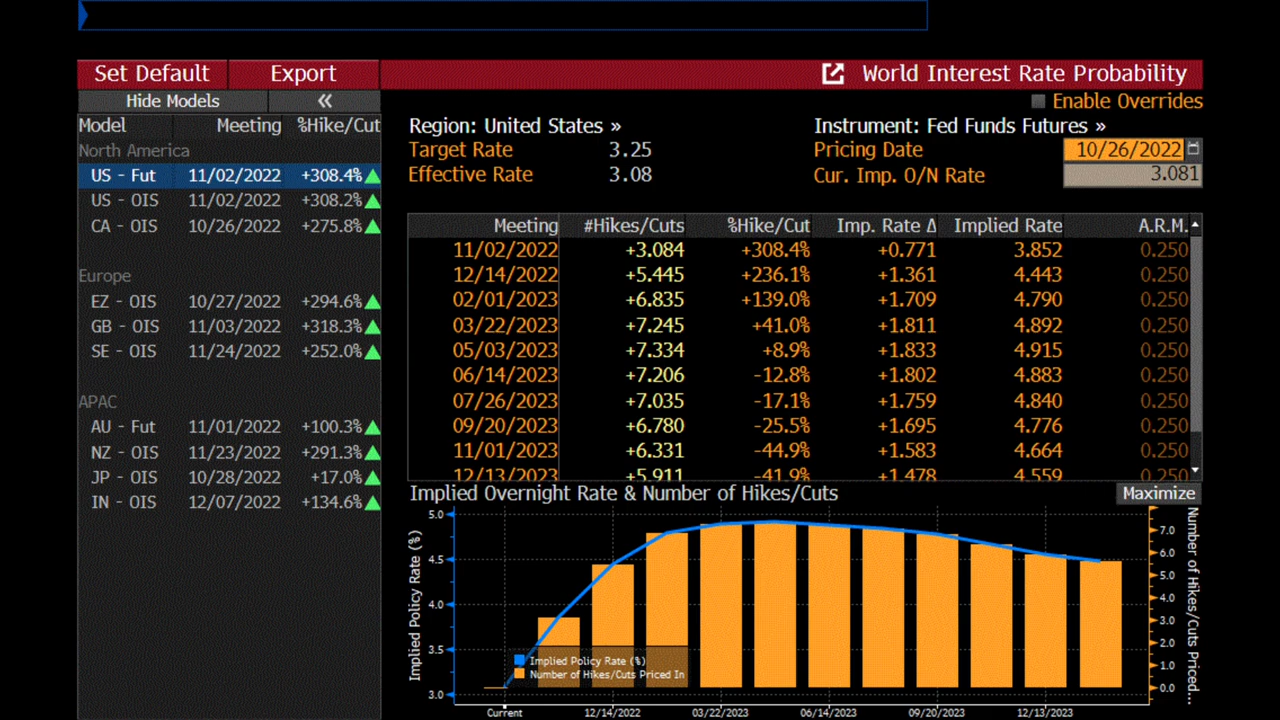 Set Default Export World Interest Rate Probability
Hide Models «
Enable Overrides
Model Meeting %Hike/Cut
North America
US - Fut 11/02/2022 +308.4%
US - OIS 11/02/2022 +308.2%
CA - OIS 10/26/2022 +275.8%
Europe
EZ - OIS 10/27/2022 +294.6%
GB - OIS 11/03/2022 +318.3%
SE - OIS 11/24/2022 +252.0%
APAC
AU - Fut 11/01/2022 +100.3%
NZ - OIS 11/23/2022 +291.3%
JP - OIS 10/28/2022 +17.0%
IN - OIS 12/07/2022 +134.6%
Region: United States » Instrument: Fed Funds Futures »
Target Rate 3.25 Pricing Date 10/26/2022
Effective Rate 3.08 Cur. Imp. O/N Rate 3.081
Meeting #Hikes/Cuts %Hike/Cut Imp. Rate Δ Implied Rate A.R.M.
11/02/2022 +3.084 +308.4% +0.771 3.852 0.250
12/14/2022 +5.445 +236.1% +1.361 4.443 0.250
02/01/2023 +6.835 +139.0% +1.709 4.790 0.250
03/22/2023 +7.245 +41.0% +1.811 4.892 0.250
05/03/2023 +7.334 +8.9% +1.833 4.915 0.250
06/14/2023 +7.206 -12.8% +1.802 4.883 0.250
07/26/2023 +7.035 -17.1% +1.759 4.840 0.250
09/20/2023 +6.780 -25.5% +1.695 4.776 0.250
11/01/2023 +6.331 -44.9% +1.583 4.664 0.250
12/13/2023 +5.911 -41.9% +1.478 4.559 0.250
Implied Overnight Rate & Number of Hikes/Cuts Maximize
Implied Policy Rate (%)
5.0
4.5
4.0
3.5
3.0
Implied Policy Rate (%)
Number of Hikes/Cuts Priced In
7.0
6.0
5.0
4.0
3.0
2.0
1.0
0.0
Number of Hikes/Cuts Priced...
Current 12/14/2022 03/22/2023 06/14/2023 09/20/2023 12/13/2023